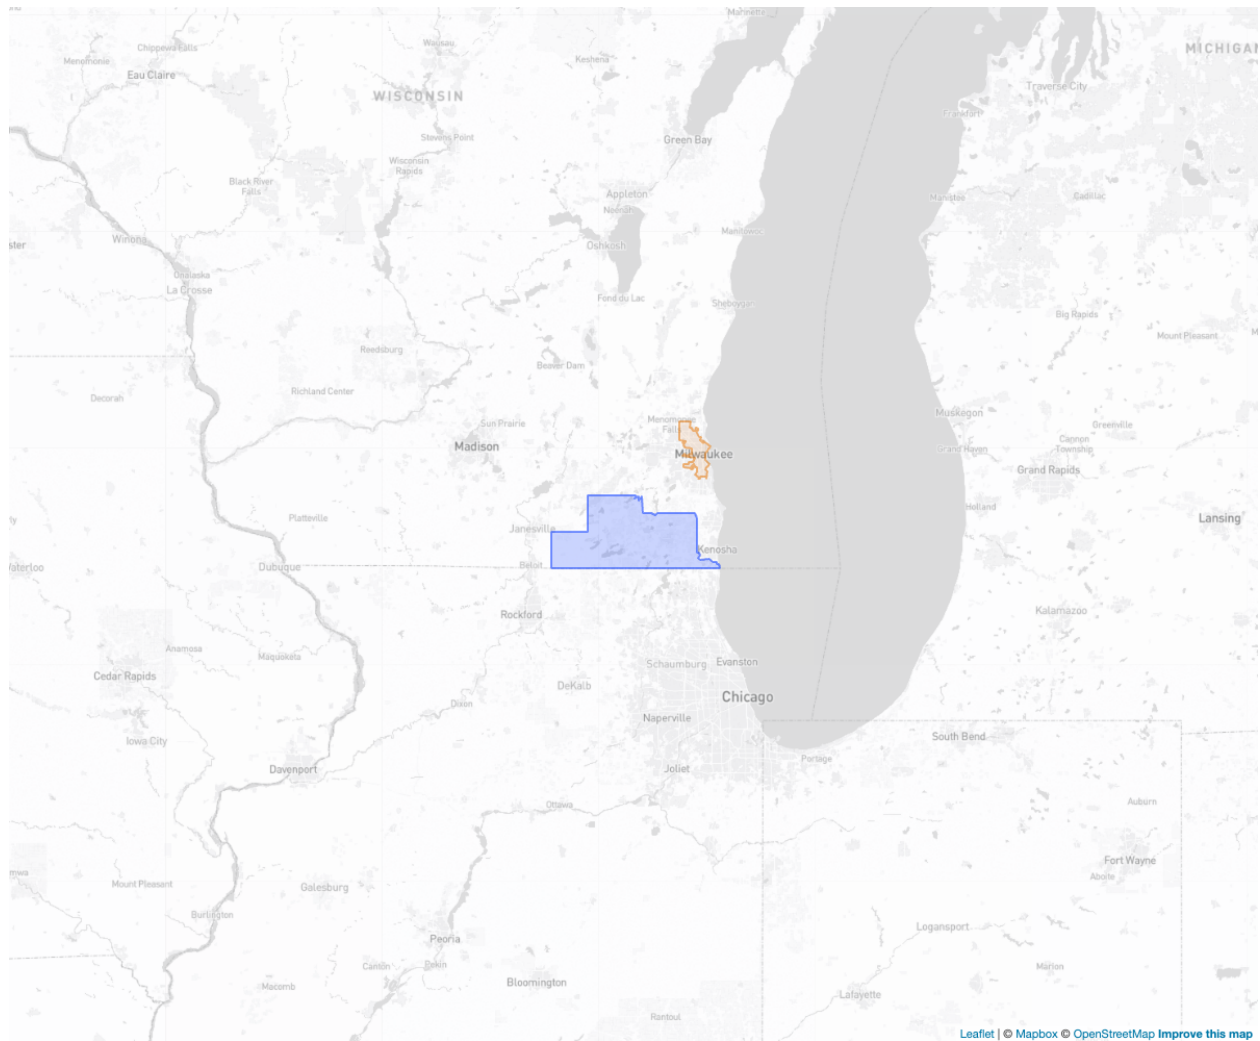 Marinette
Chippewa Falls
Wausau
MICHIGAN
Menomonie
Keshena
Eau Claire
Traverse City
WISCONSIN
Frankfort
Stevens Point
Green Bay
Wisconsin
Rapids
Black River
Falls
Appleton
Neenah
Manistee
Cadillac
Winona
ster
Oshkosh
Manitowoc
Onalaska
La Crosse
Fond du Lac
Sheboygan
Big Rapids
Mount Pleasant
Reedsburg
Beaver Dam
Richland Center
Decorah
Muskegon
Menomonee
Falls
Sun Prairie
Greenville
Madison
Milwaukee
Grand Haven
Cannon
Township
Grand Rapids
Holland
Platteville
Janesville
Lansing
Kenosha
Waterloo
Dubuque
Beloit
Rockford
Kalamazoo
Anamosa
Maquoketa
Schaumburg
Evanston
Cedar Rapids
DeKalb
Chicago
Dixon
Naperville
Iowa City
South Bend
Davenport
Joliet
Portage
Ottawa
Auburn
Fort Wayne
mwa
Mount Pleasant
Galesburg
Aboite
Burlington
Logansport
Peoria
Canton
Pekin
Marion
Macomb
Bloomington
Lafayette
Rantoul
Leaflet | © Mapbox © OpenStreetMap Improve this map